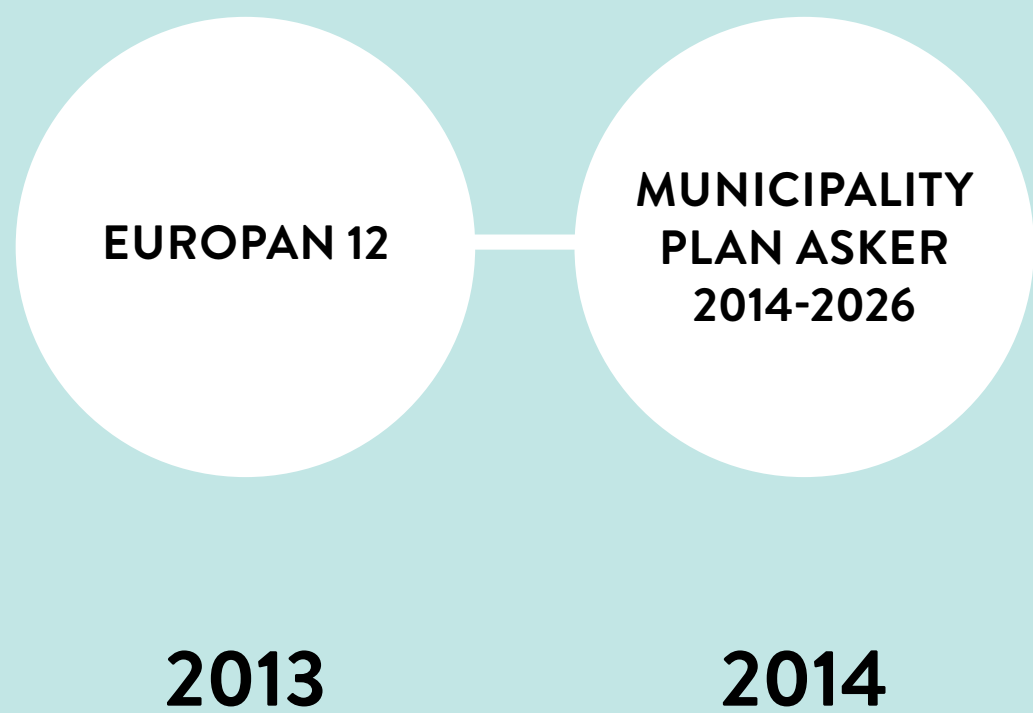 EUROPAN 12
MUNICIPALITY
PLAN ASKER
2014-2026
2013
2014